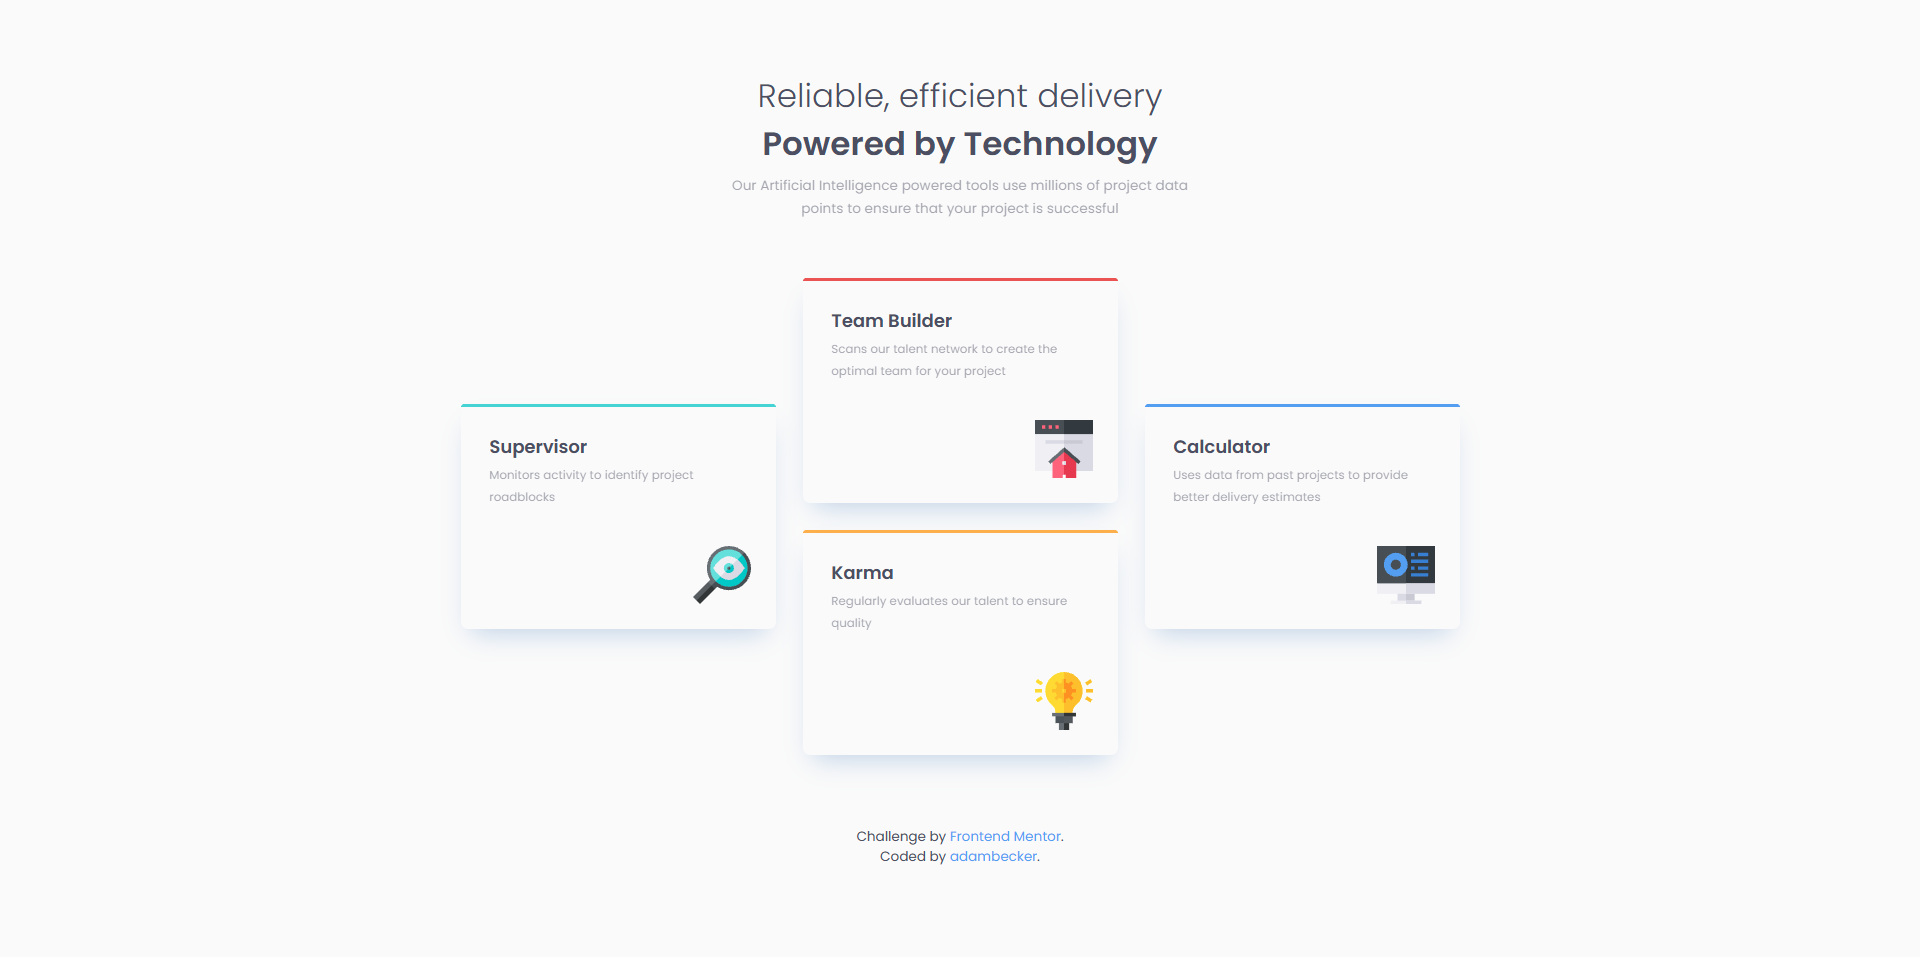 Reliable, efficient delivery
Powered by Technology
Our Artificial Intelligence powered tools use millions of project data
points to ensure that your project is successful
Supervisor
Monitors activity to identify project
roadblocks
Team Builder
Scans our talent network to create the
optimal team for your project
Karma
Regularly evaluates our talent to ensure
quality
Calculator
Uses data from past projects to provide
better delivery estimates
Challenge by Frontend Mentor.
Coded by adambecker.